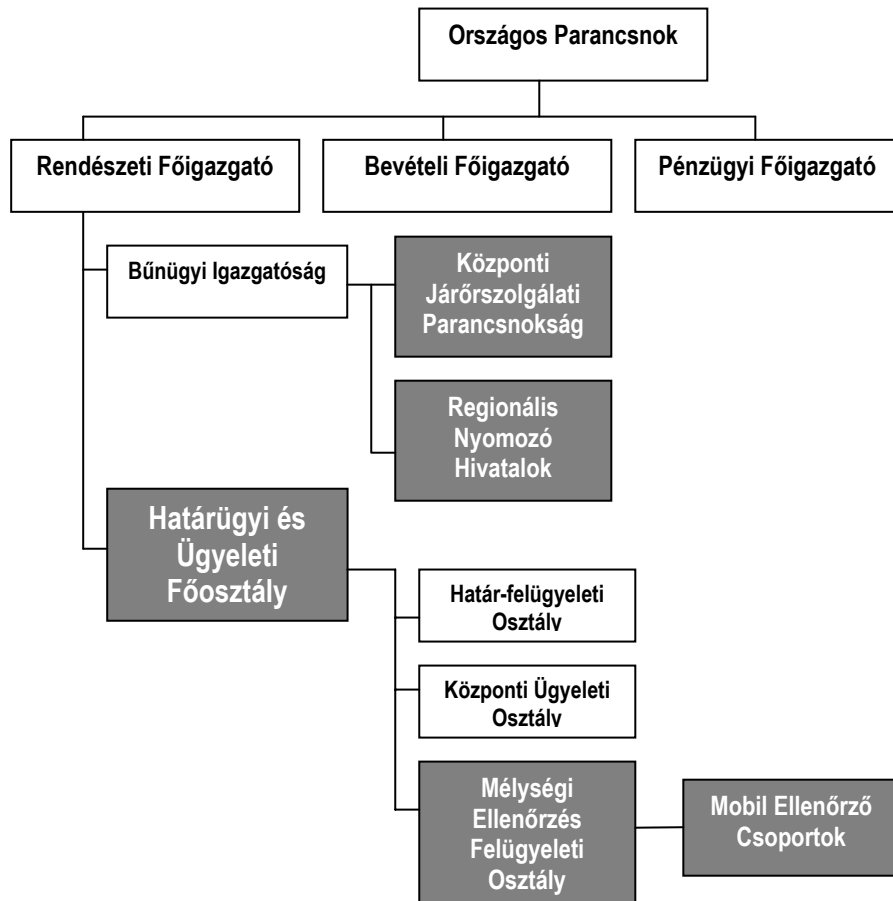 Országos Parancsnok
Rendészeti Főigazgató
Bevételi Főigazgató
Pénzügyi Főigazgató
Bűnügyi Igazgatóság
Központi
Járőrszolgálati
Parancsnokság
Regionális
Nyomozó
Hivatalok
Határügyi és
Ügyeleti
Főosztály
Határ-felügyeleti
Osztály
Központi Ügyeleti
Osztály
Mélységi
Ellenőrzés
Felügyeleti
Osztály
Mobil Ellenőrző
Csoportok